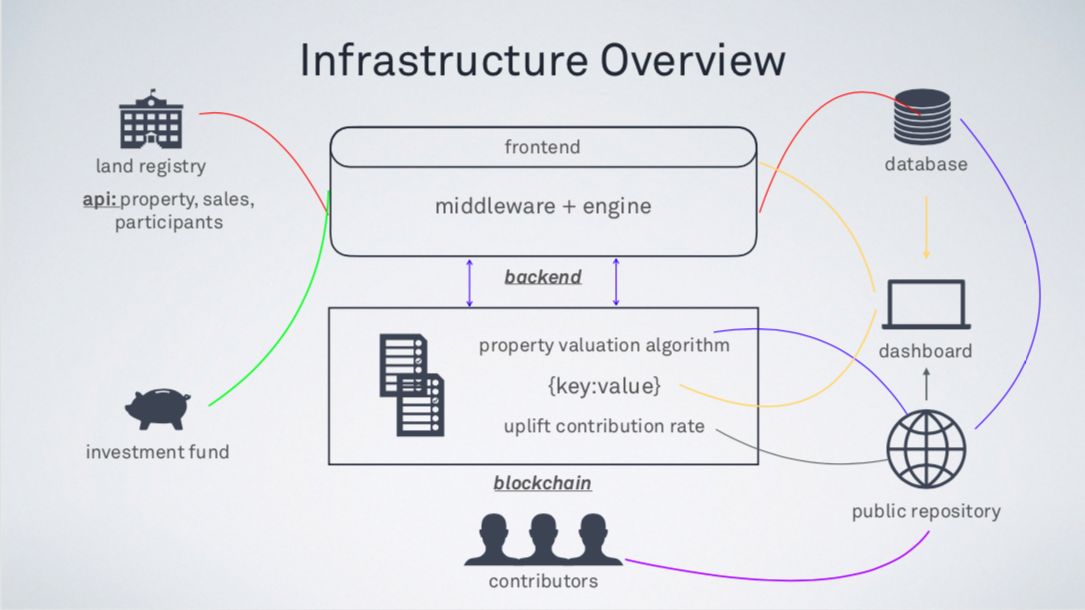 Infrastructure Overview
land registry
api: property, sales,
participants
investment fund
frontend
middleware + engine
backend
property valuation algorithm
{key:value}
uplift contribution rate
blockchain
contributors
database
dashboard
public repository